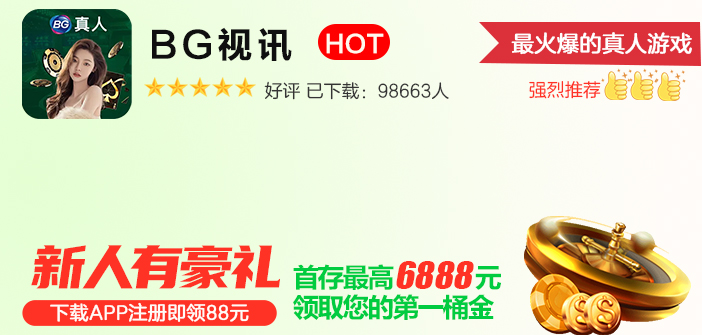 BG 真人
BG视讯 HOT
最火爆的真人游戏
好评 已下载：98663人
强烈推荐
新人有豪礼
下载APP注册即领88元
首存最高6888元
领取您的第一桶金